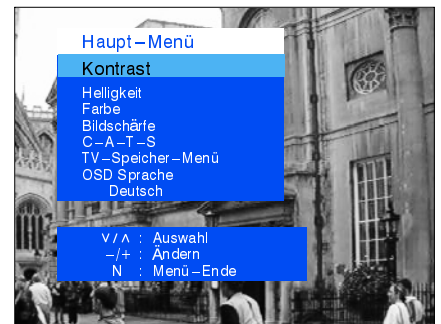 Haupt–Menü
Kontrast
Helligkeit
Farbe
Bildschärfe
C–A–T–S
TV–Speicher–Menü
OSD Sprache
Deutsch
∨/∧ : Auswahl
–/+ : Ändern
N : Menü–Ende